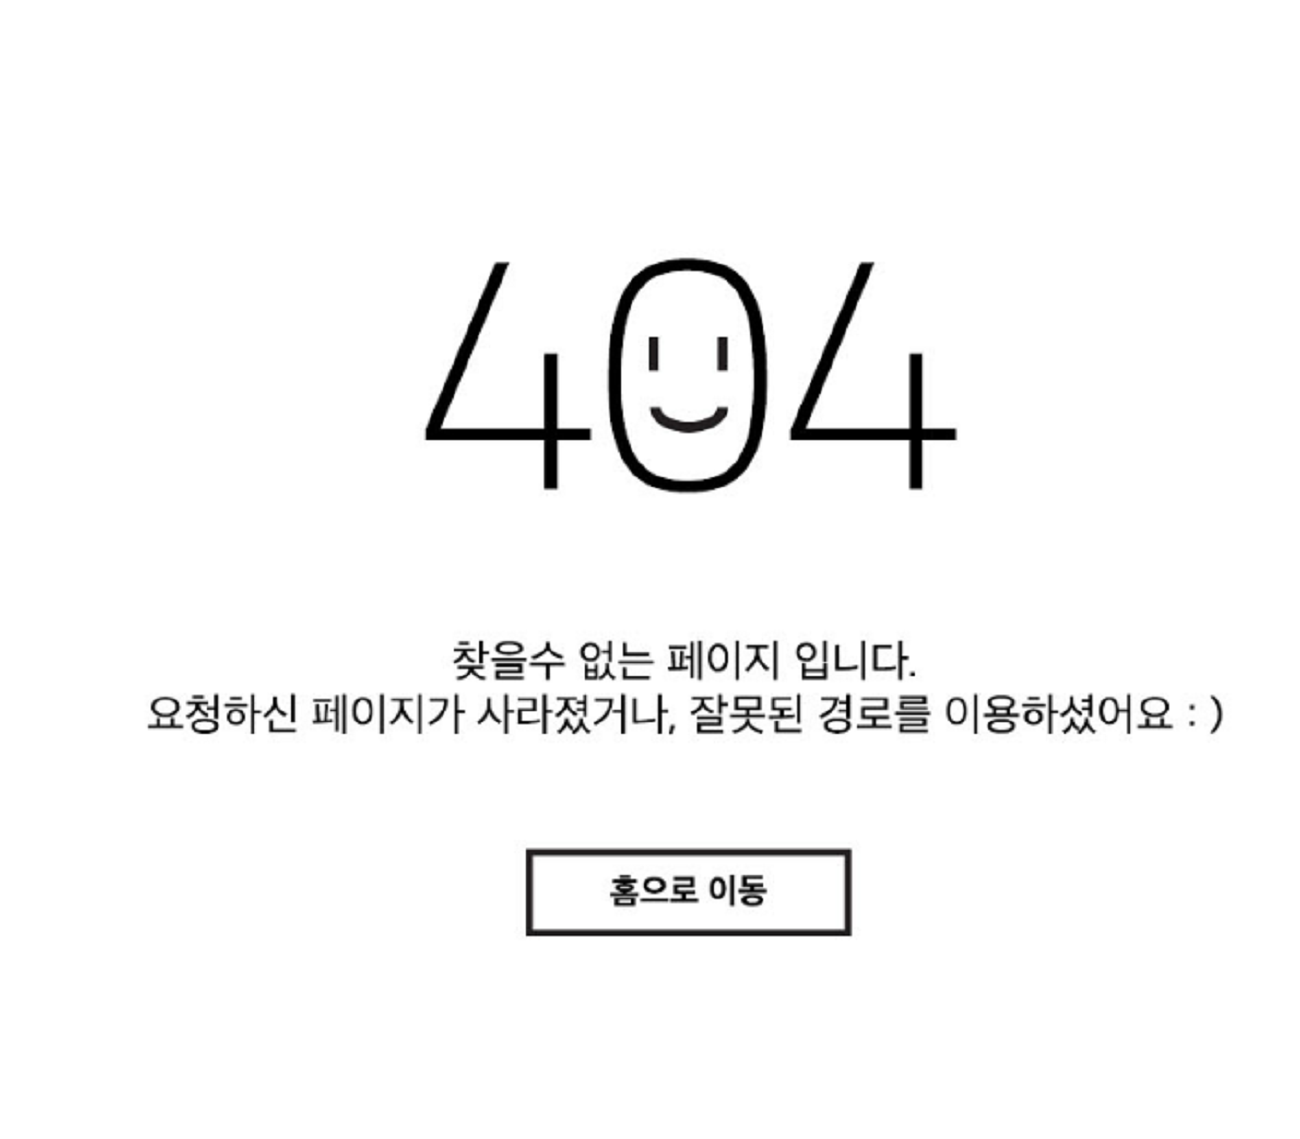 404
찾을수 없는 페이지 입니다.
요청하신 페이지가 사라졌거나, 잘못된 경로를 이용하셨어요 : )
홈으로 이동